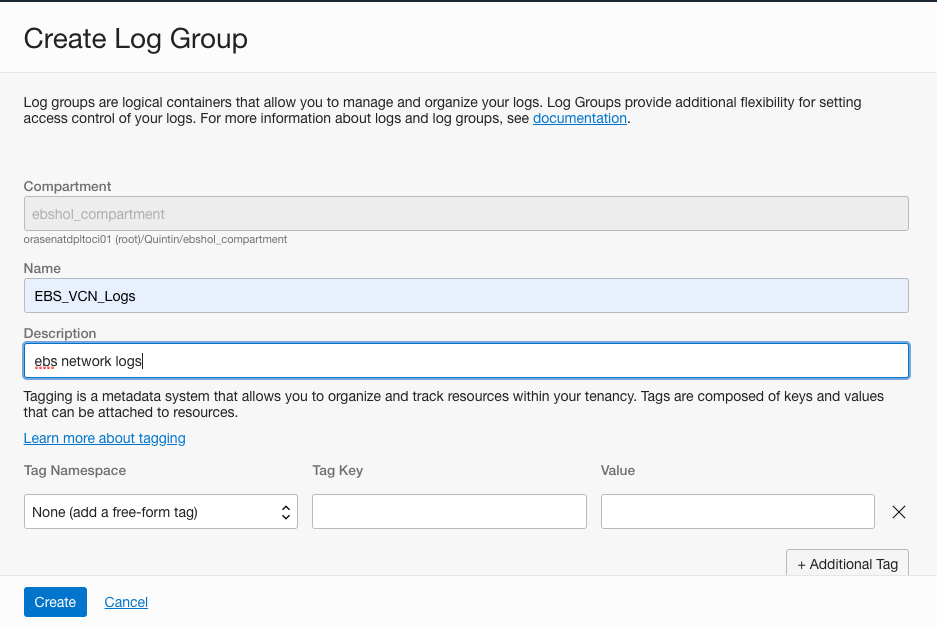 Create Log Group
Log groups are logical containers that allow you to manage and organize your logs. Log Groups provide additional flexibility for setting
access control of your logs. For more information about logs and log groups, see documentation.
Compartment
ebshol_compartment
orasenatdpltoci01 (root)/Quintin/ebshol_compartment
Name
EBS_VCN_Logs
Description
ebs network logs
Tagging is a metadata system that allows you to organize and track resources within your tenancy. Tags are composed of keys and values
that can be attached to resources.
Learn more about tagging
Tag Namespace Tag Key Value
None (add a free-form tag)
+ Additional Tag
Create Cancel